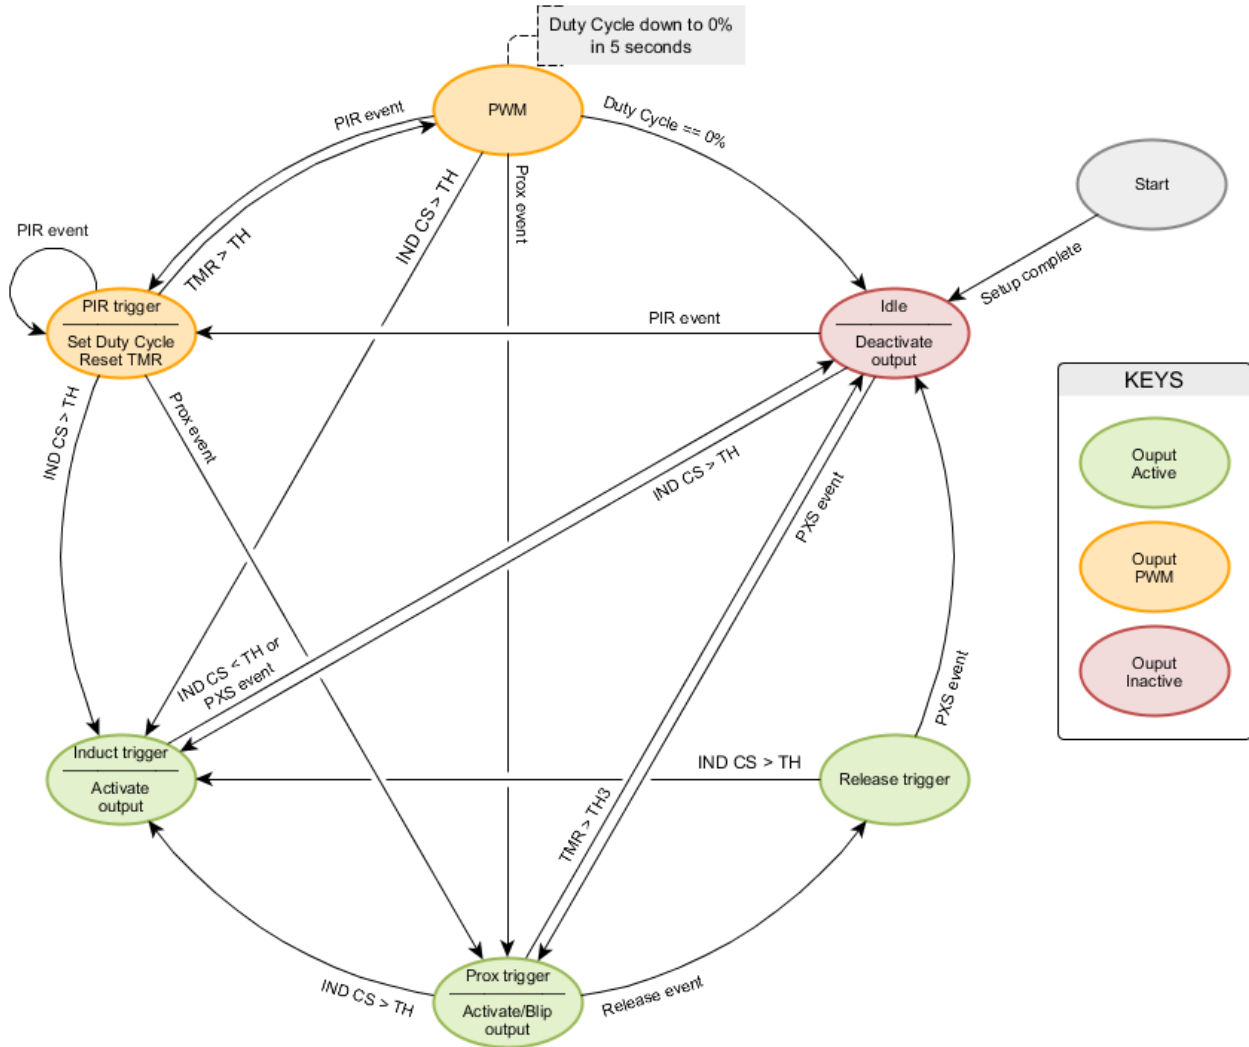 Duty Cycle down to 0%
in 5 seconds
PWM
PIR event
Duty Cycle == 0%
Prox event
IND CS > TH
TMR > TH
Start
Setup complete
PIR event
PIR trigger
Set Duty Cycle
Reset TMR
PIR event
Idle
Deactivate
output
KEYS
Ouput
Active
Ouput
PWM
Ouput
Inactive
IND CS > TH
Prox event
IND CS > TH
PXS event
IND CS < TH or
PXS event
PXS event
Induct trigger
Activate
output
IND CS > TH
Release trigger
TMR > TH3
IND CS > TH
Prox trigger
Activate/Blip
output
Release event